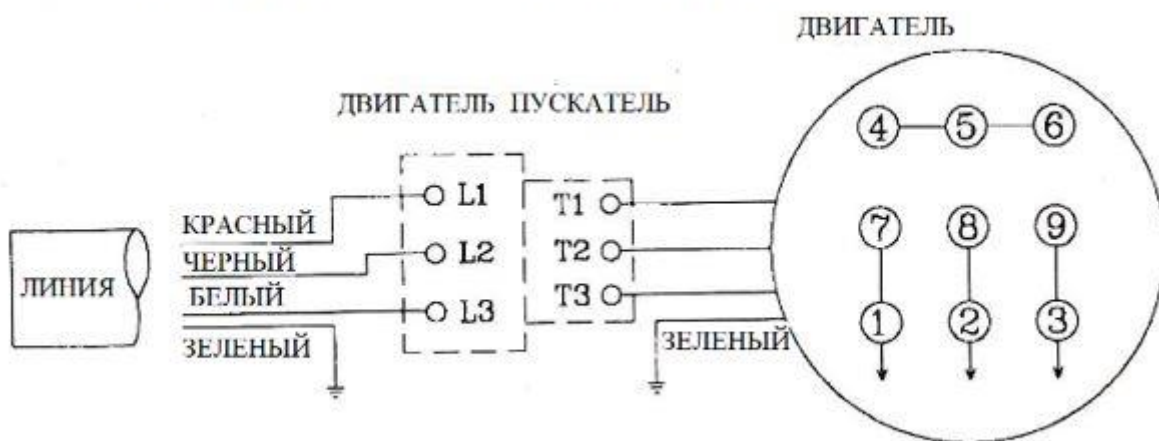 ДВИГАТЕЛЬ
ДВИГАТЕЛЬ ПУСКАТЕЛЬ
4 5 6
L1 T1
КРАСНЫЙ
7 8 9
L2 T2
ЧЕРНЫЙ
ЛИНИЯ
БЕЛЫЙ
L3 T3
1 2 3
ЗЕЛЕНЫЙ ЗЕЛЕНЫЙ